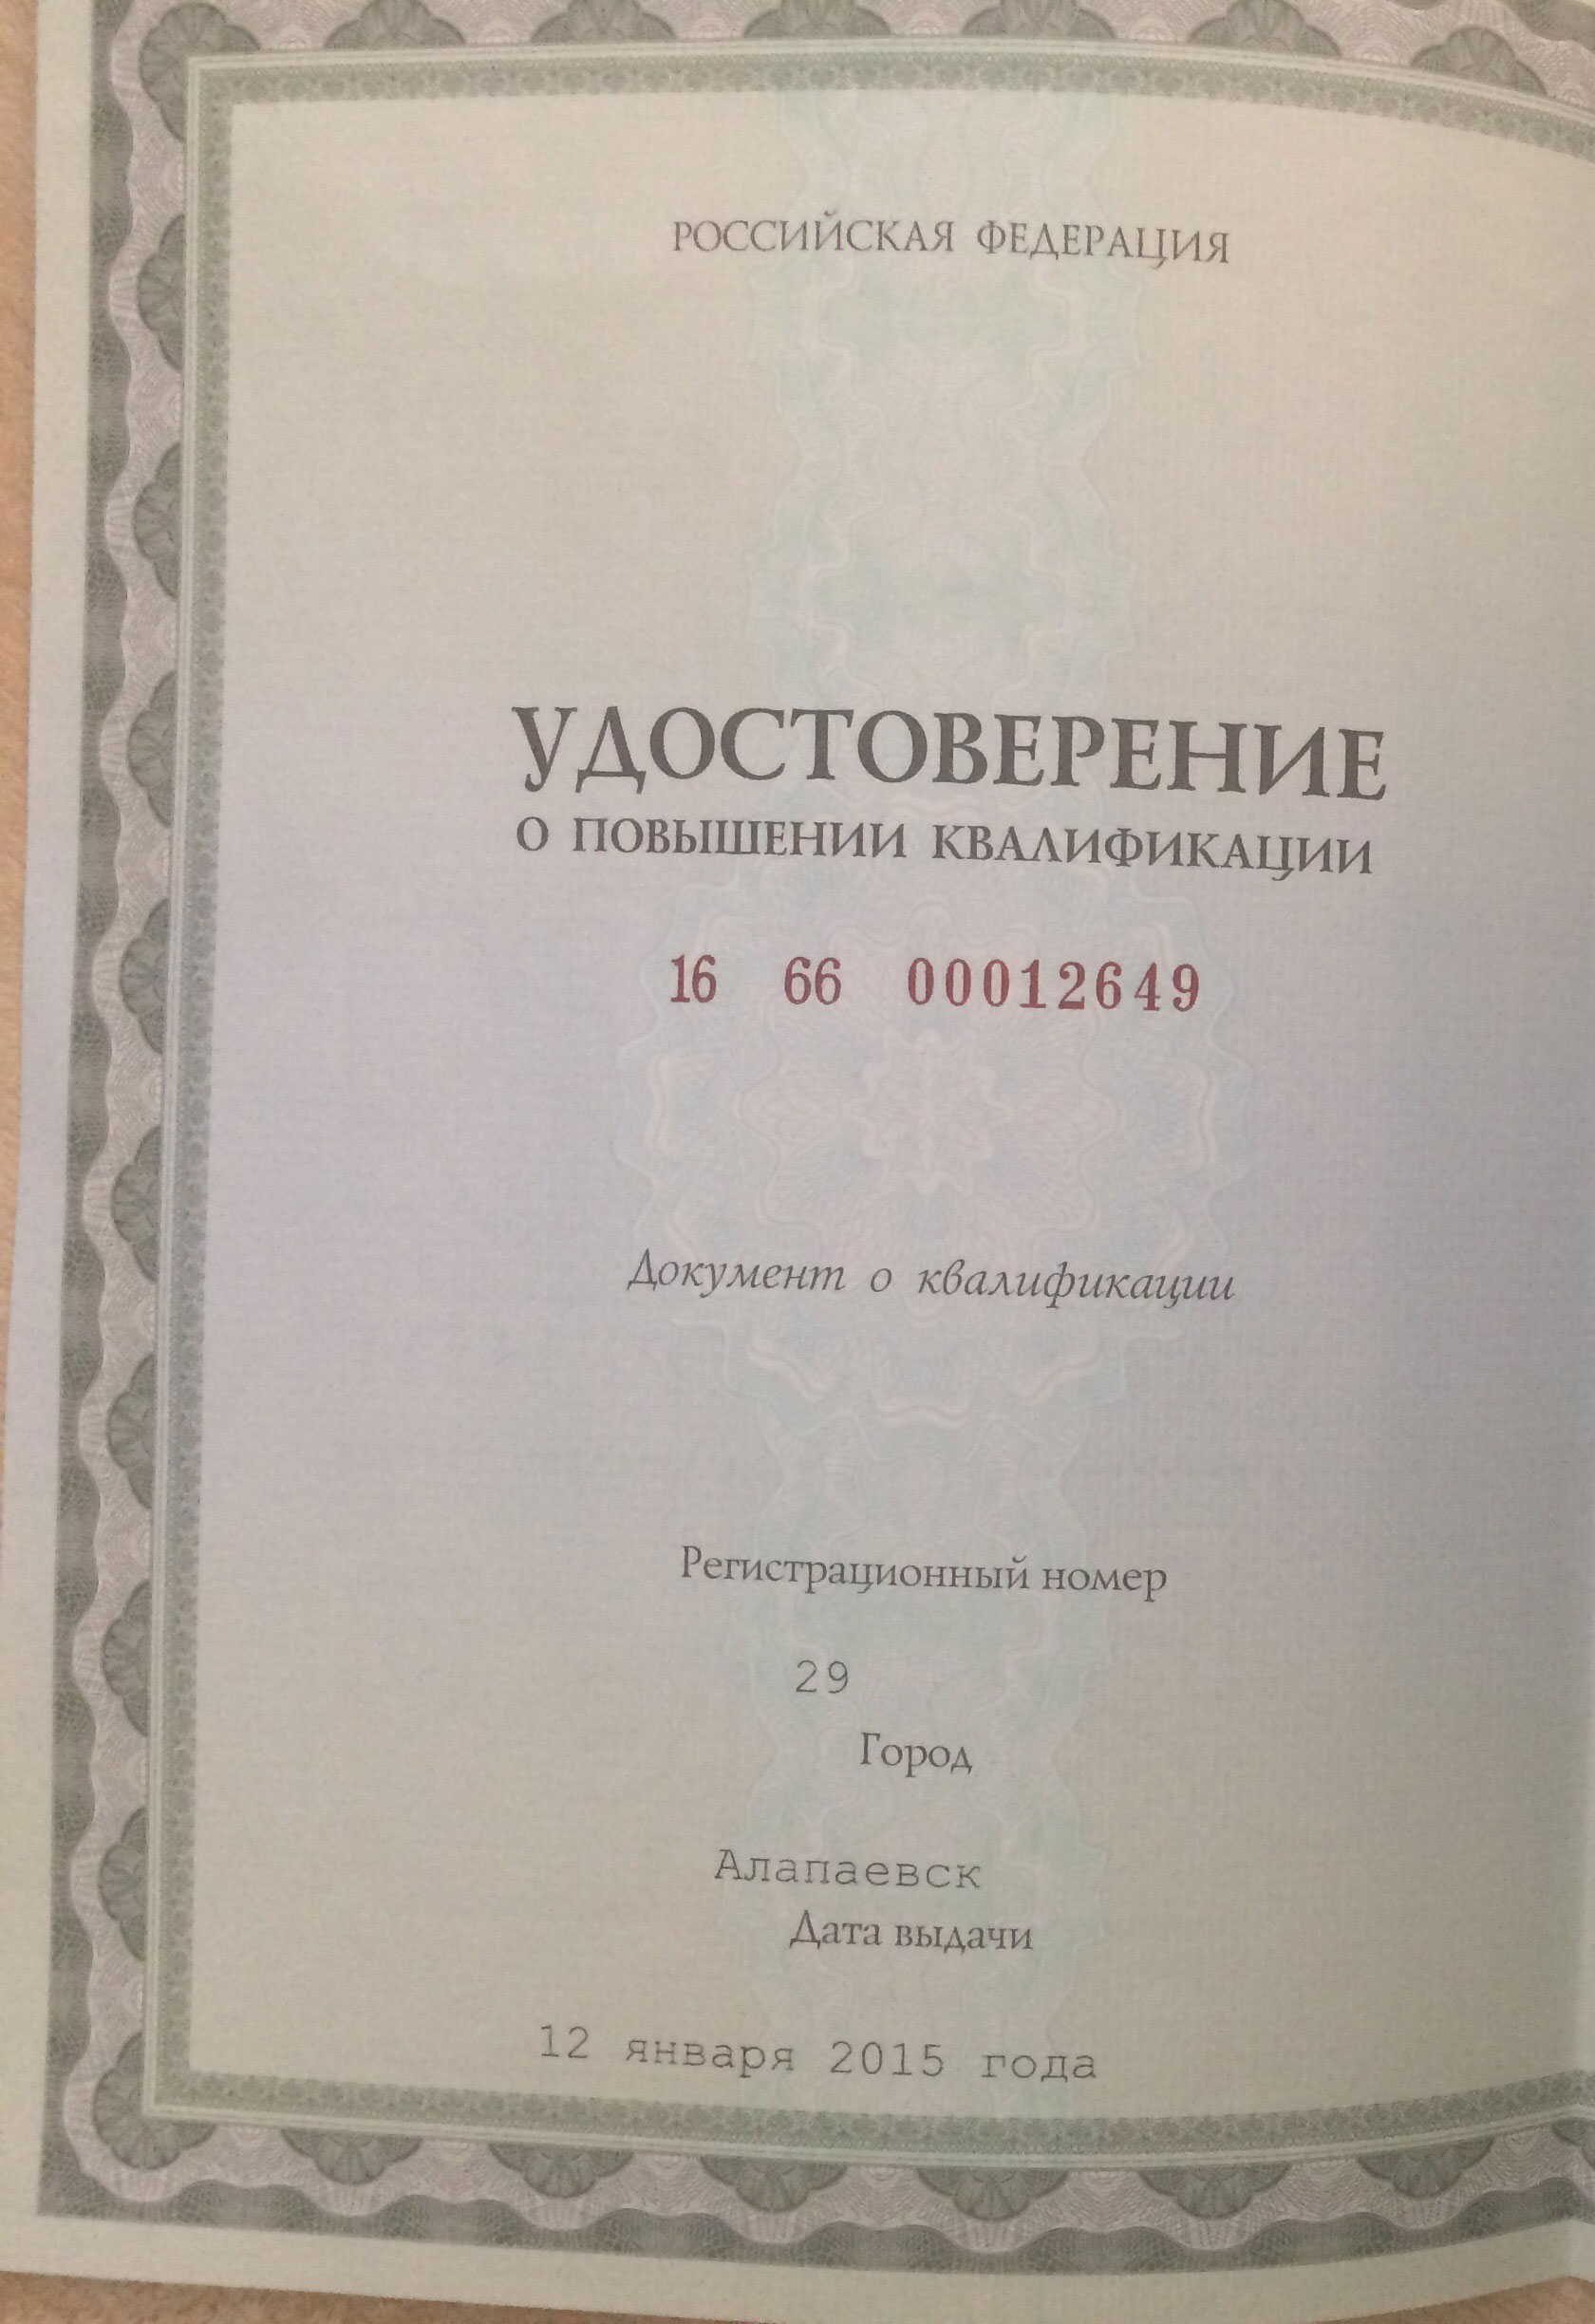 РОССИЙСКАЯ ФЕДЕРАЦИЯ
УДОСТОВЕРЕНИЕ
О ПОВЫШЕНИИ КВАЛИФИКАЦИИ
16 66 00012649
Документ о квалификации
Регистрационный номер
29
Город
Алапаевск
Дата выдачи
12 января 2015 года